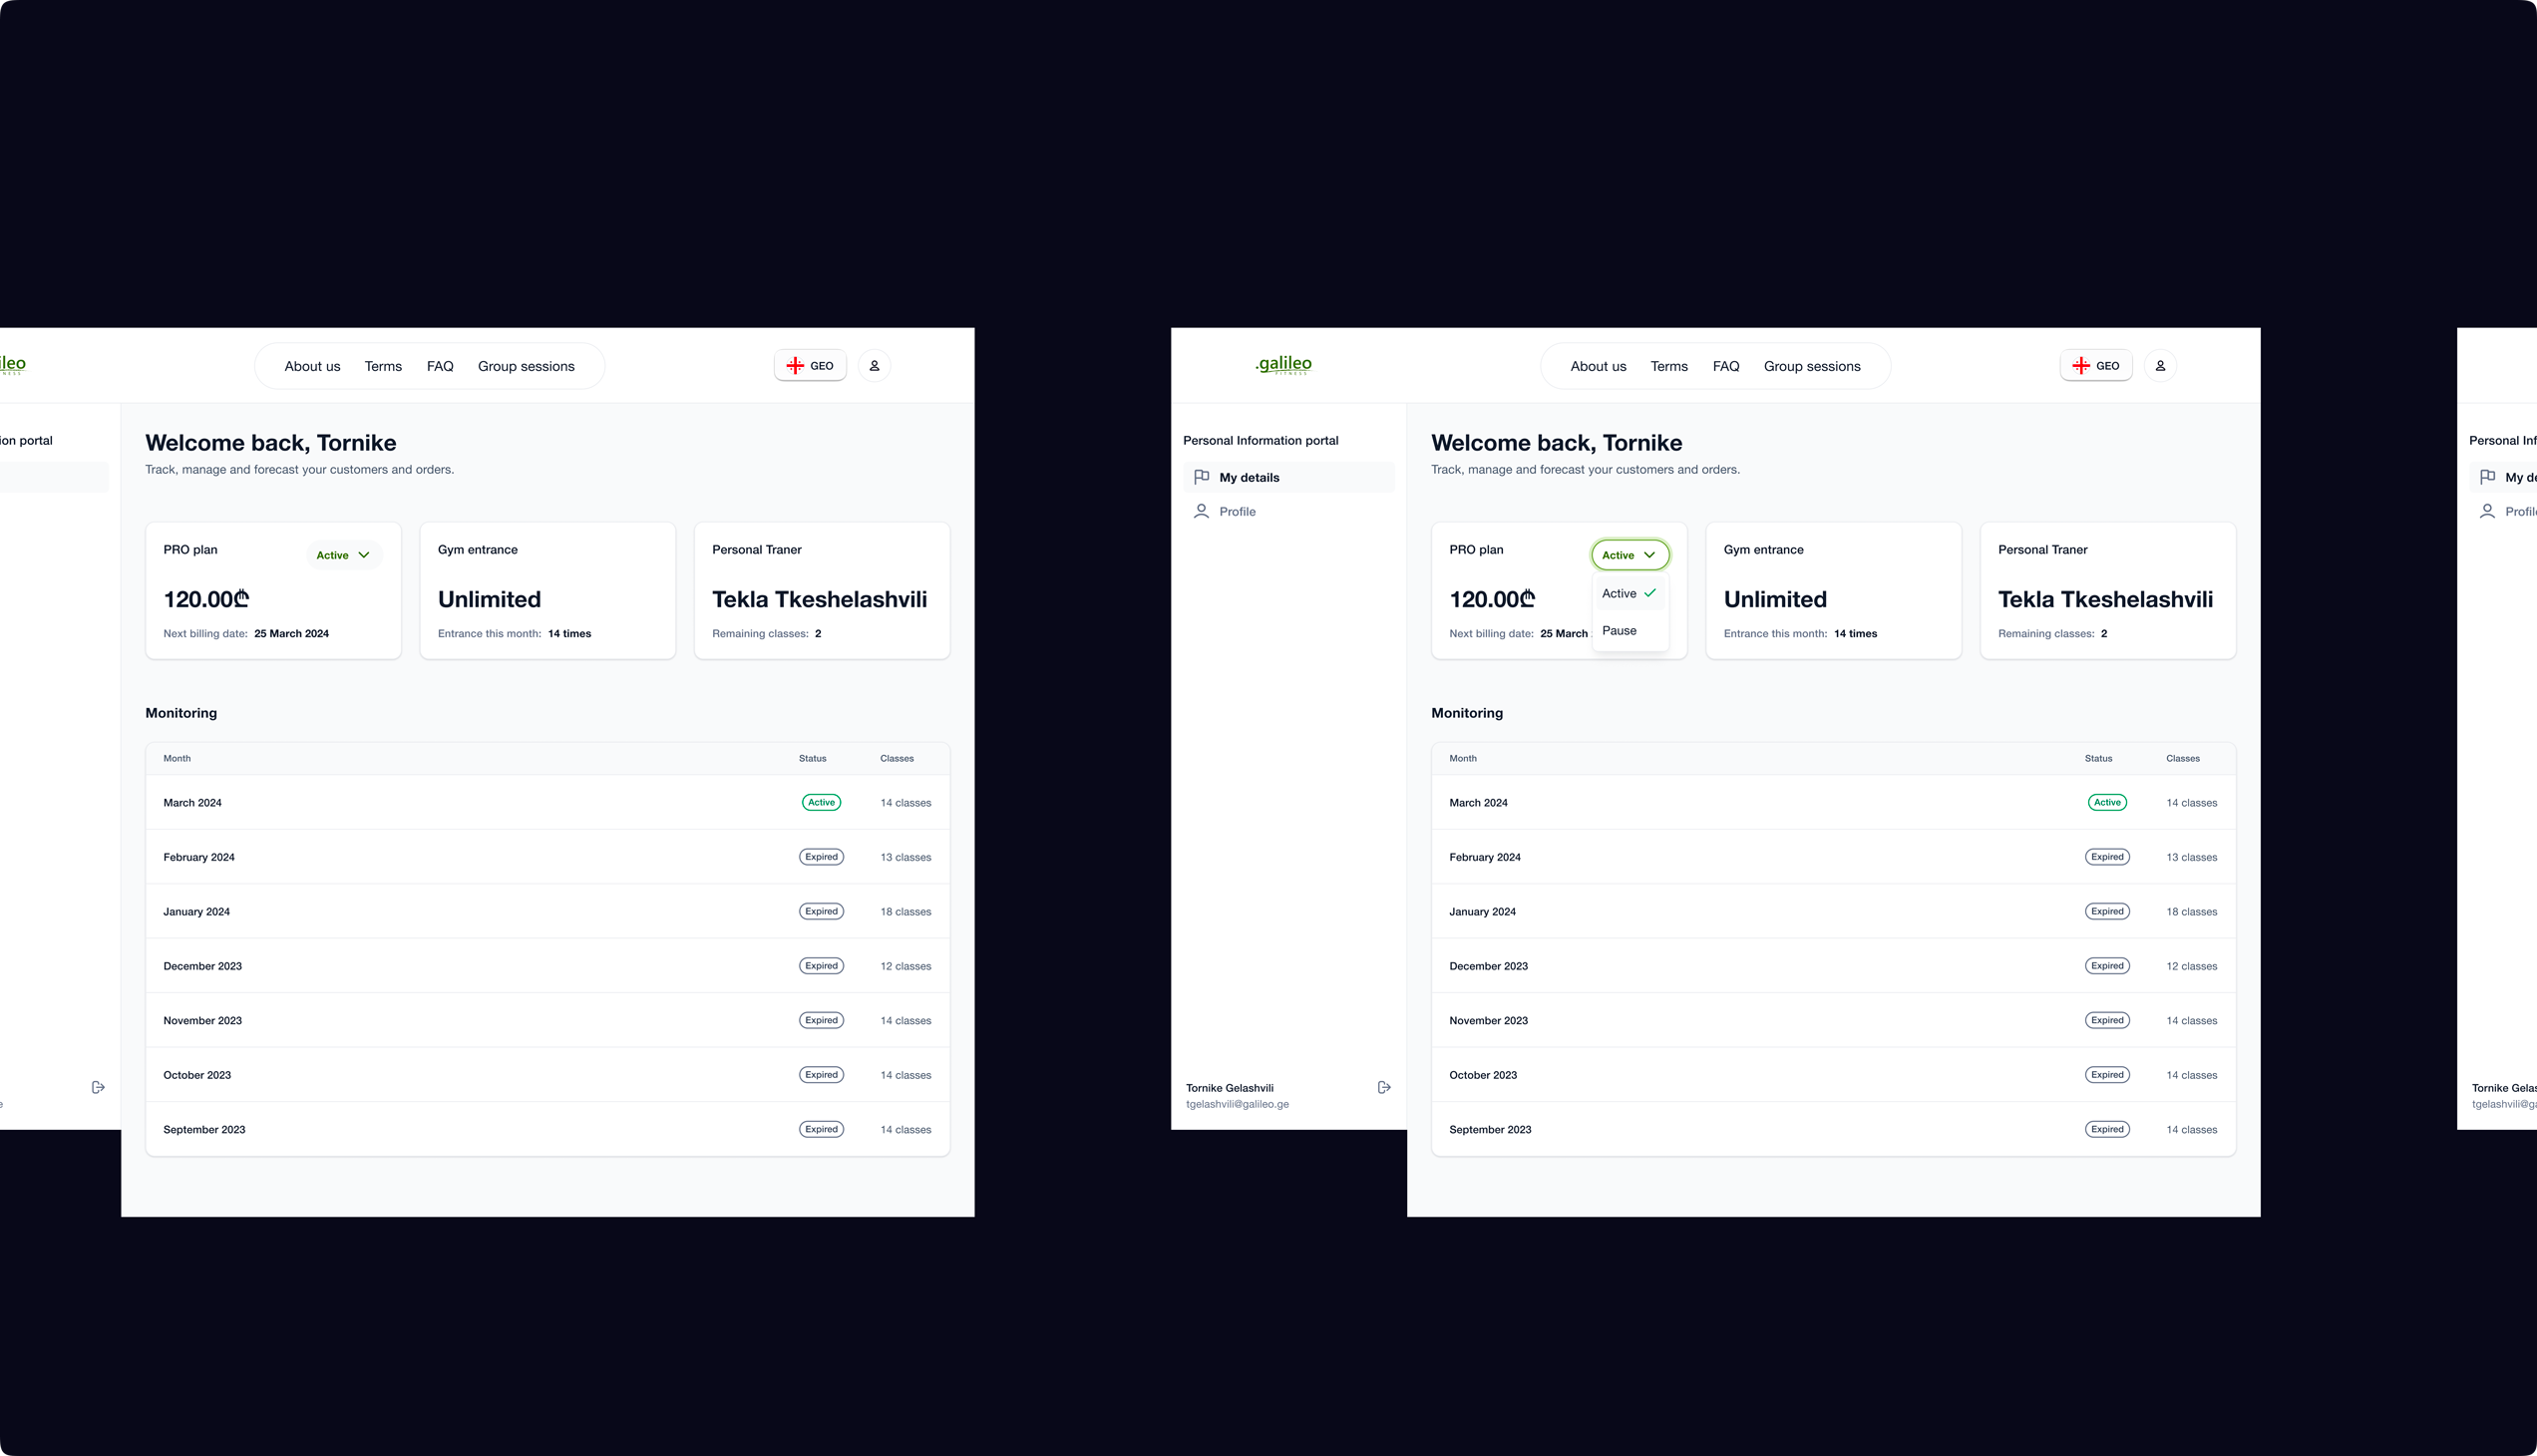 ileo
NESS
About us Terms FAQ Group sessions
GEO
ion portal
Welcome back, Tornike
Track, manage and forecast your customers and orders.
PRO plan
Active
120.00₾
Next billing date: 25 March 2024
Gym entrance
Unlimited
Entrance this month: 14 times
Personal Traner
Tekla Tkeshelashvili
Remaining classes: 2
Monitoring
Month Status Classes
March 2024 Active 14 classes
February 2024 Expired 13 classes
January 2024 Expired 18 classes
December 2023 Expired 12 classes
November 2023 Expired 14 classes
October 2023 Expired 14 classes
September 2023 Expired 14 classes
e
.galileo
FITNESS
About us Terms FAQ Group sessions
GEO
Personal Information portal
My details
Profile
Tornike Gelashvili
tgelashvili@galileo.ge
Welcome back, Tornike
Track, manage and forecast your customers and orders.
PRO plan
Active
Active
Pause
120.00₾
Next billing date: 25 March
Gym entrance
Unlimited
Entrance this month: 14 times
Personal Traner
Tekla Tkeshelashvili
Remaining classes: 2
Monitoring
Month Status Classes
March 2024 Active 14 classes
February 2024 Expired 13 classes
January 2024 Expired 18 classes
December 2023 Expired 12 classes
November 2023 Expired 14 classes
October 2023 Expired 14 classes
September 2023 Expired 14 classes
Personal Inf
My de
Profile
Tornike Gelas
tgelashvili@ga